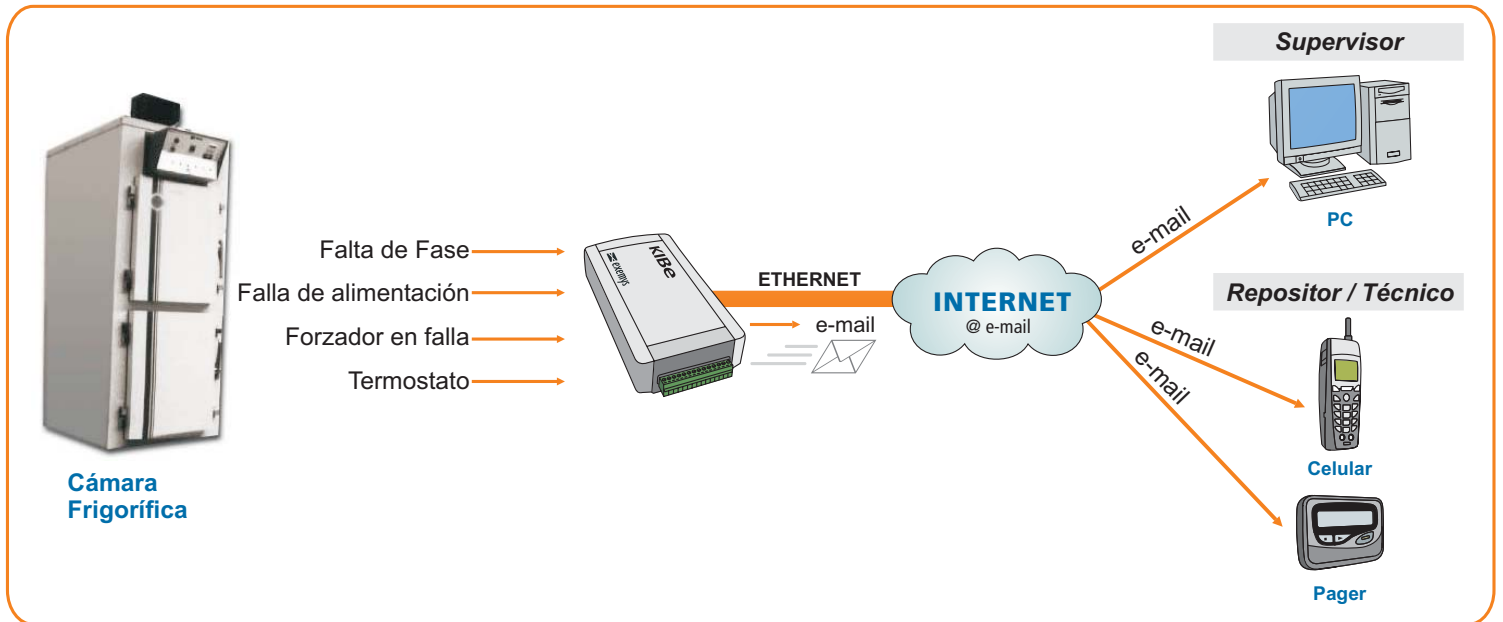 Supervisor
PC
e-mail
Falta de Fase
Falla de alimentación
Forzador en falla
Termostato
KIBe
exemys
ETHERNET
e-mail
INTERNET
@ e-mail
Repositor / Técnico
e-mail
e-mail
Celular
Cámara
Frigorífica
Pager